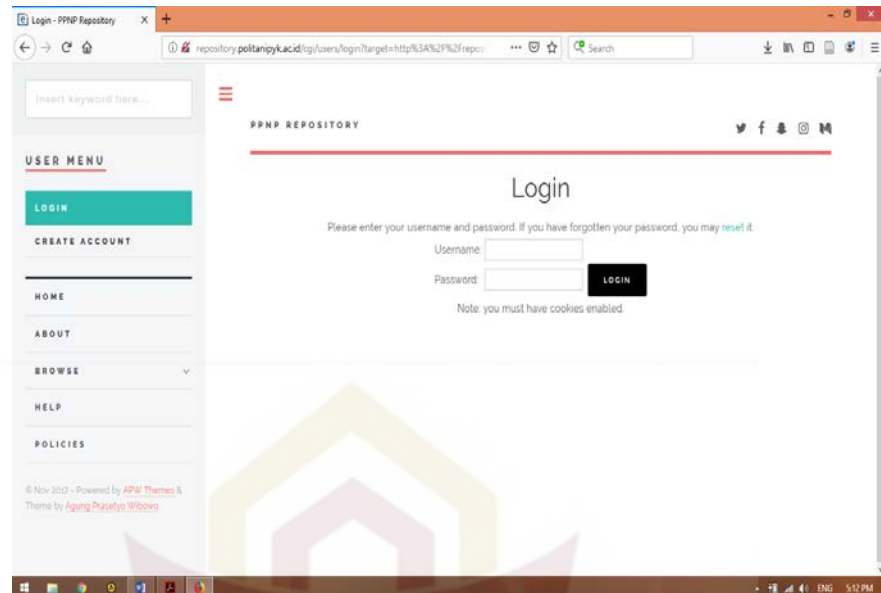 Login - PPNP Repository
repository.politanipyk.ac.id/cgi/users/login?target=http%3A%2F%2Frepos
Search
Insert keyword here...
PPNP REPOSITORY
USER MENU
LOGIN
CREATE ACCOUNT
HOME
ABOUT
BROWSE
HELP
POLICIES
© Nov 2017 - Powered by APW Themes &
Theme by Agung Prasetyo Wibowo.
Login
Please enter your username and password. If you have forgotten your password, you may reset it.
Username:
Password:
LOGIN
Note: you must have cookies enabled.
ENG
5:12 PM